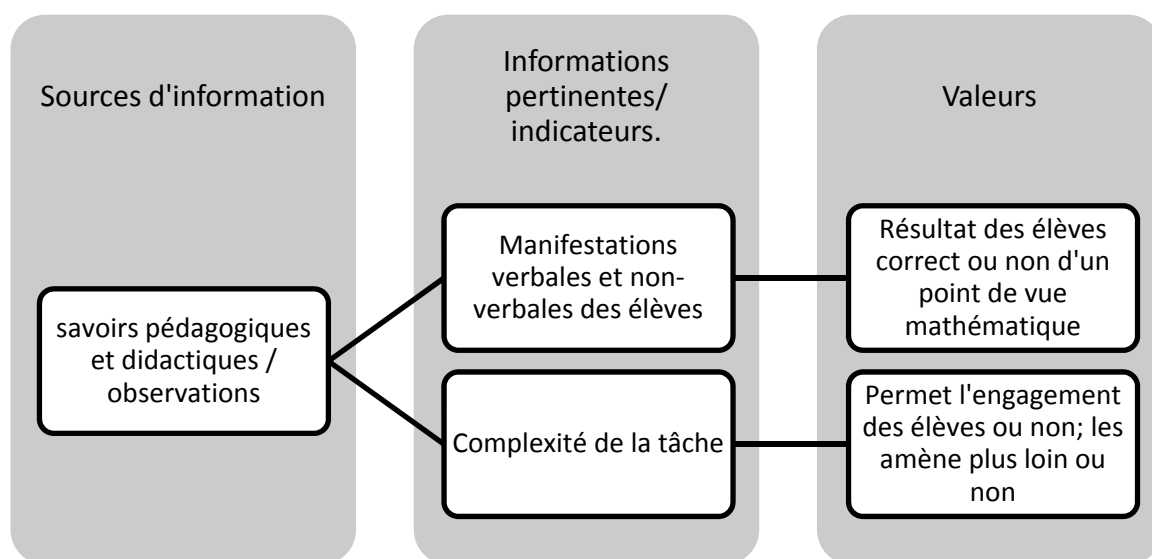 Sources d'information
Informations
pertinentes/
indicateurs.
Valeurs
savoirs pédagogiques
et didactiques /
observations
Manifestations
verbales et non-
verbales des élèves
Complexité de la tâche
Résultat des élèves
correct ou non d'un
point de vue
mathématique
Permet l'engagement
des élèves ou non; les
amène plus loin ou
non